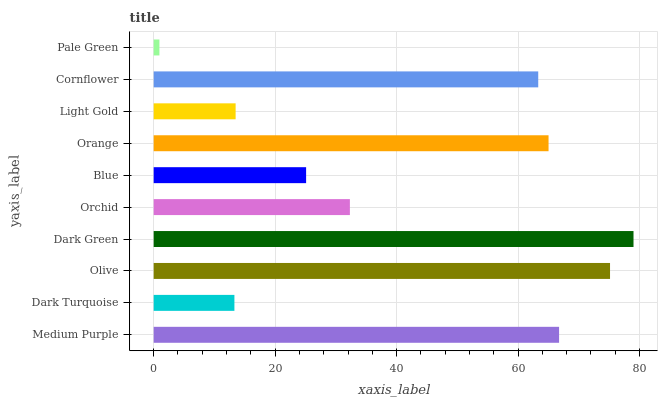 title
Pale Green
Cornflower
Light Gold
Orange
Blue
Orchid
Dark Green
Olive
Dark Turquoise
Medium Purple
yaxis_label
0 20 40 60 80
xaxis_label